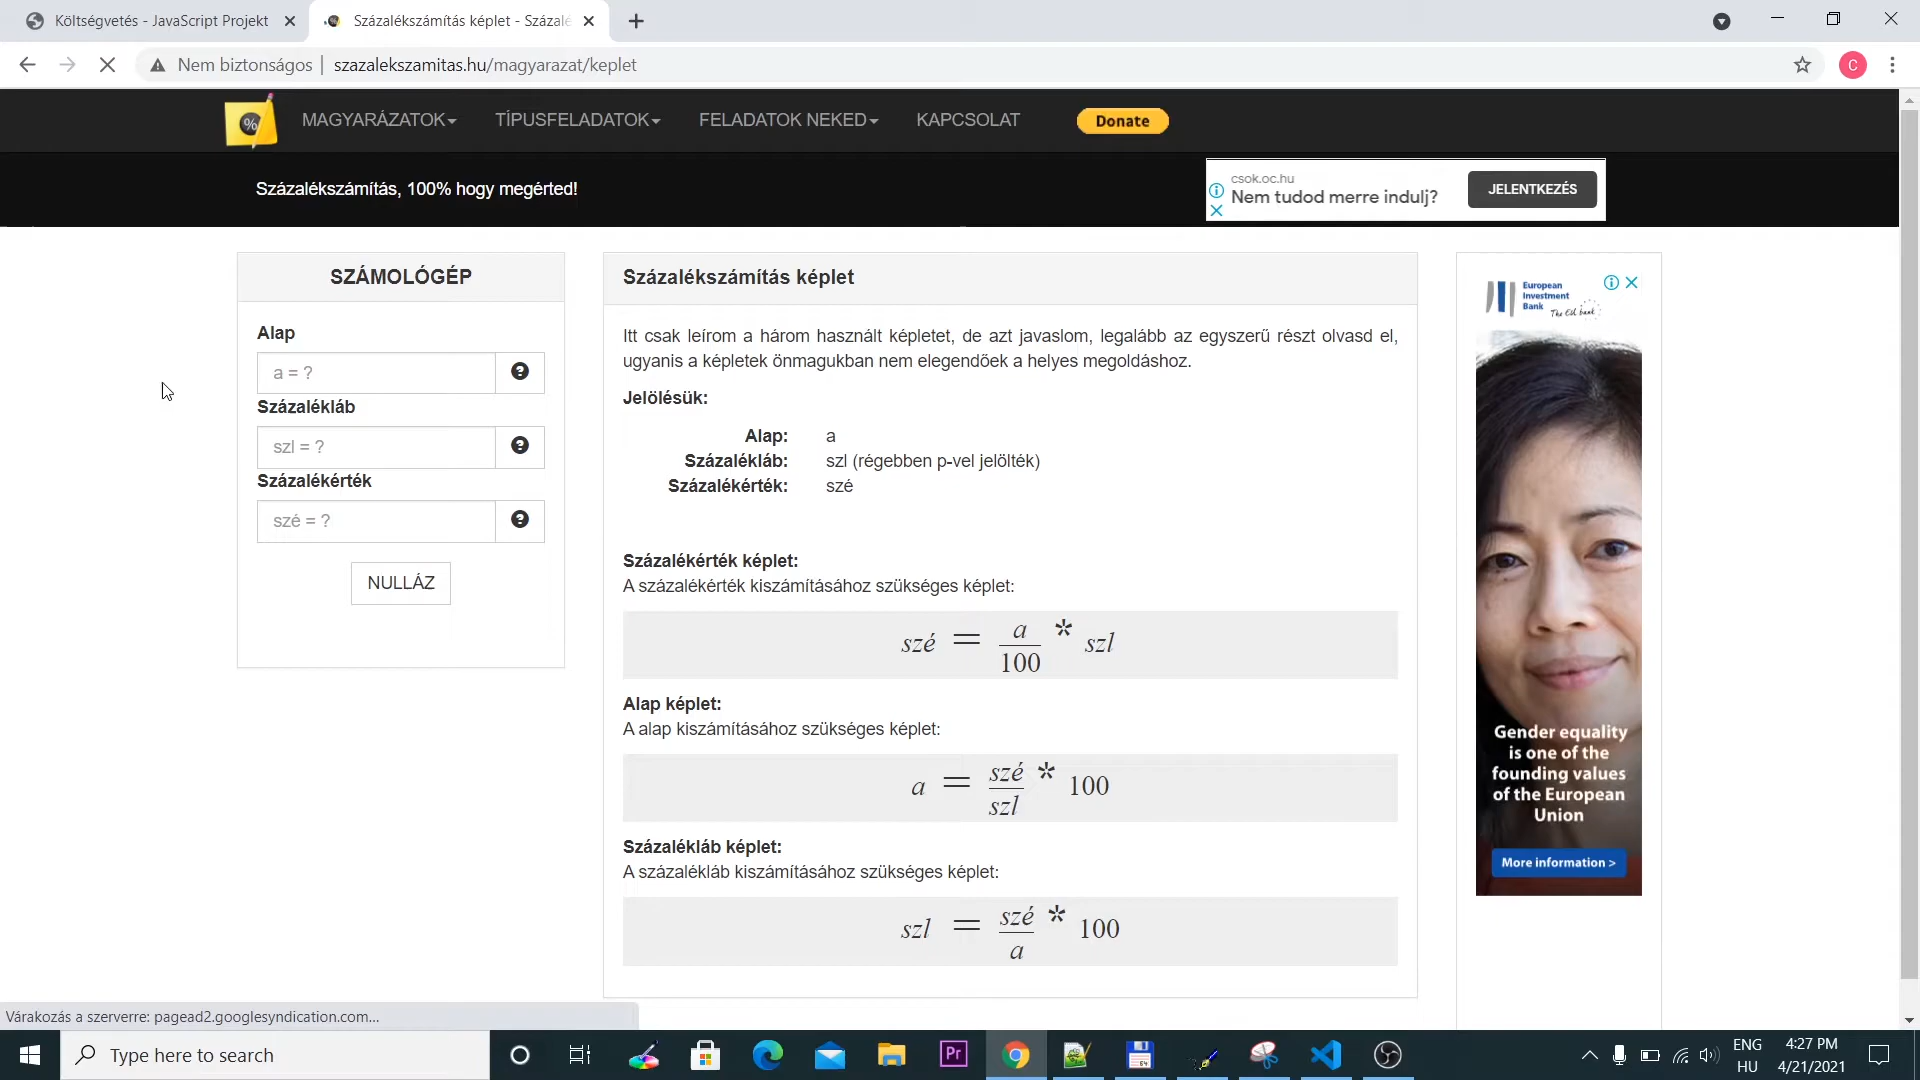 Költségvetés - JavaScript Projekt
Százalékszámítás képlet - Százalé
Nem biztonságos | szazalekszamitas.hu/magyarazat/keplet
C
%
MAGYARÁZATOK
TÍPUSFELADATOK
FELADATOK NEKED
KAPCSOLAT
Donate
Százalékszámítás, 100% hogy megérted!
csok.oc.hu
Nem tudod merre indulj?
JELENTKEZÉS
SZÁMOLÓGÉP
Alap
a = ?
Százalékláb
szl = ?
Százalékérték
szé = ?
NULLÁZ
Százalékszámítás képlet
Itt csak leírom a három használt képletet, de azt javaslom, legalább az egyszerű részt olvasd el,
ugyanis a képletek önmagukban nem elegendőek a helyes megoldáshoz.
Jelölésük:
Alap: a
Százalékláb: szl (régebben p-vel jelölték)
Százalékérték: szé
Százalékérték képlet:
A százalékérték kiszámításához szükséges képlet:
szé = a/100 * szl
Alap képlet:
A alap kiszámításához szükséges képlet:
a = szé/szl * 100
Százalékláb képlet:
A százalékláb kiszámításához szükséges képlet:
szl = szé/a * 100
European
Investment
Bank
The EU bank
Gender equality
is one of the
founding values
of the European
Union
More information >
Várakozás a szerverre: pagead2.googlesyndication.com...
Type here to search
Pr
64
ENG
HU
4:27 PM
4/21/2021